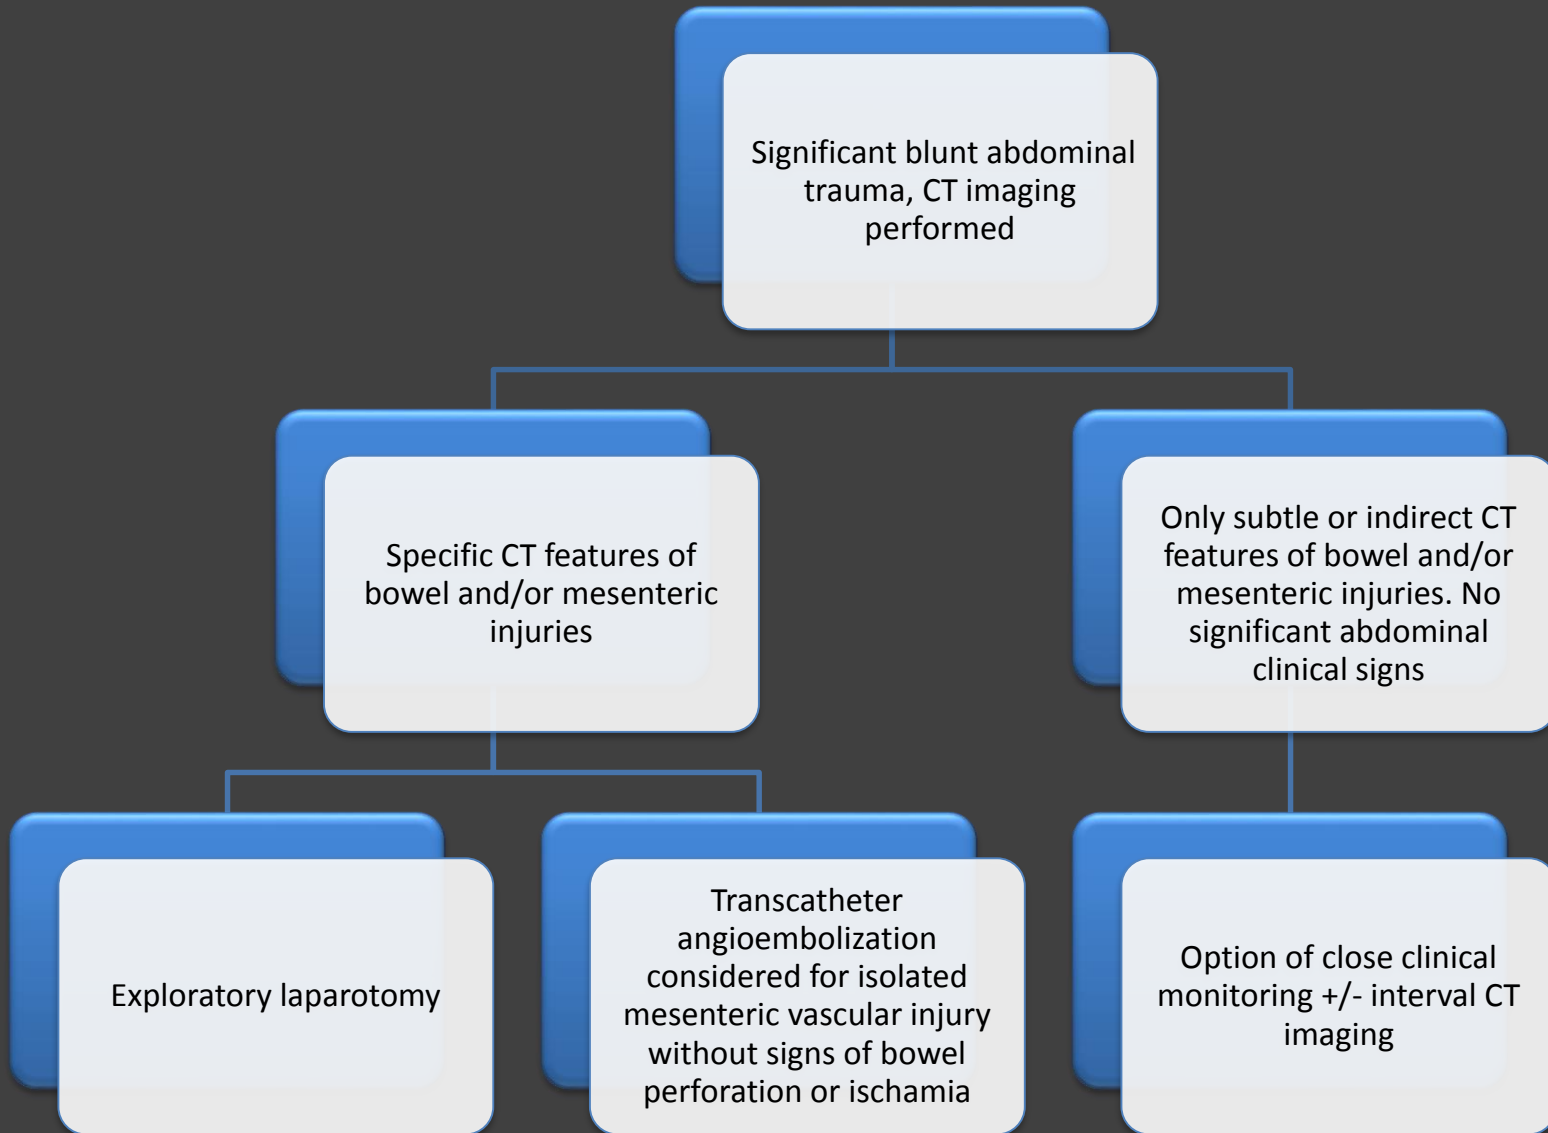 Significant blunt abdominal
trauma, CT imaging
performed
Specific CT features of
bowel and/or mesenteric
injuries
Only subtle or indirect CT
features of bowel and/or
mesenteric injuries. No
significant abdominal
clinical signs
Exploratory laparotomy
Transcatheter
angioembolization
considered for isolated
mesenteric vascular injury
without signs of bowel
perforation or ischamia
Option of close clinical
monitoring +/- interval CT
imaging